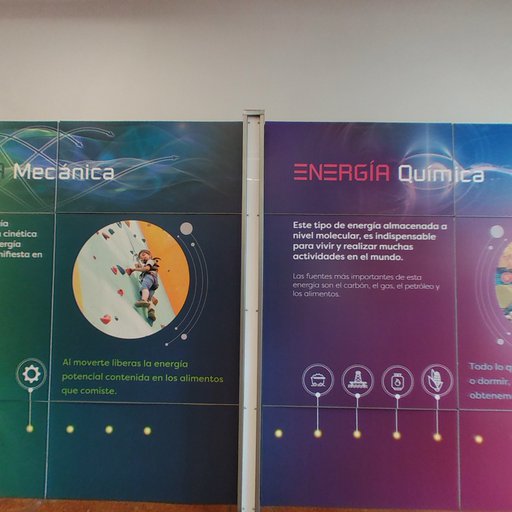 Mecánica
ía
cinética
ergía
nifiesta en
Al moverte liberas la energía
potencial contenida en los alimentos
que comiste.
ENERGÍA Química
Este tipo de energía almacenada a
nivel molecular, es indispensable
para vivir y realizar muchas
actividades en el mundo.
Las fuentes más importantes de esta
energía son el carbón, el gas, el petróleo y
los alimentos.
Todo lo q
o dormir,
obtenem